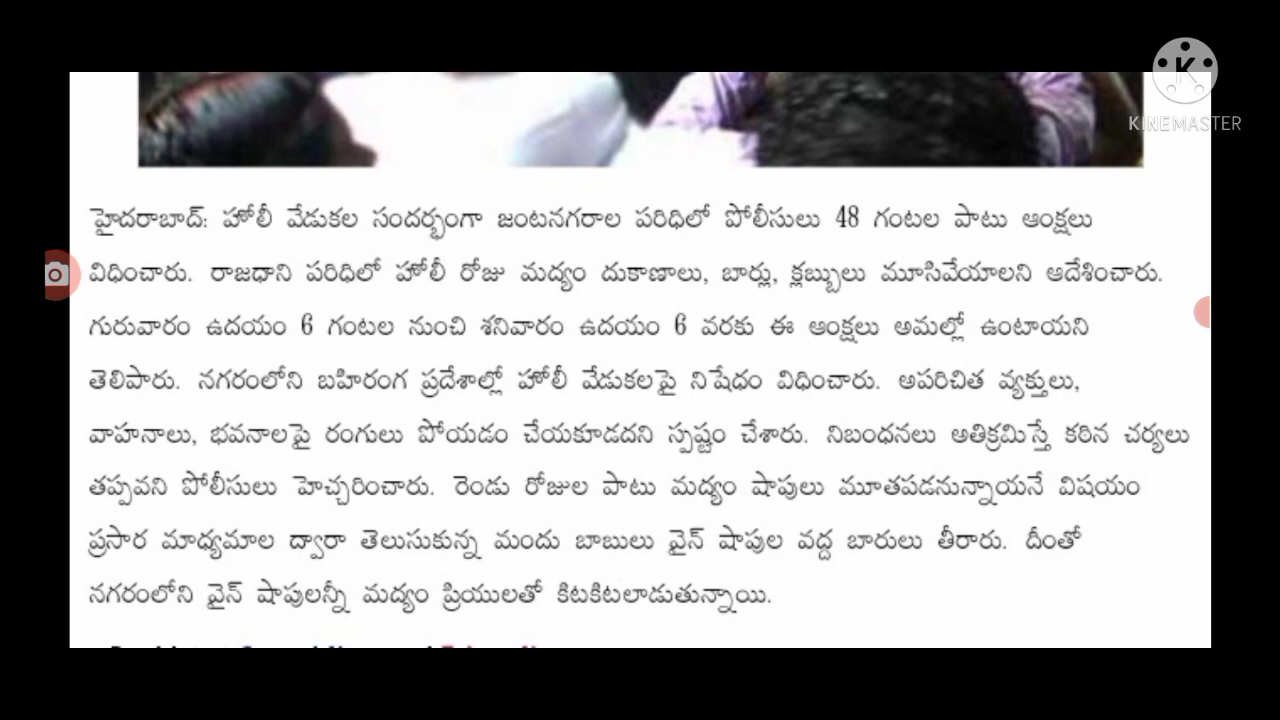 KINEMASTER
హైదరాబాద్: హోలీ వేడుకల సందర్భంగా జంటనగరాల పరిధిలో పోలీసులు 48 గంటల పాటు ఆంక్షలు
విధించారు. రాజధాని పరిధిలో హోలీ రోజు మద్యం దుకాణాలు, బార్లు, క్లబ్బులు మూసివేయాలని ఆదేశించారు.
గురువారం ఉదయం 6 గంటల నుంచి శనివారం ఉదయం 6 వరకు ఈ ఆంక్షలు అమల్లో ఉంటాయని
తెలిపారు. నగరంలోని బహిరంగ ప్రదేశాల్లో హోలీ వేడుకలపై నిషేధం విధించారు. అపరిచిత వ్యక్తులు,
వాహనాలు, భవనాలపై రంగులు పోయడం చేయకూడదని స్పష్టం చేశారు. నిబంధనలు అతిక్రమిస్తే కఠిన చర్యలు
తప్పవని పోలీసులు హెచ్చరించారు. రెండు రోజుల పాటు మద్యం షాపులు మూతపడనున్నాయనే విషయం
ప్రసార మాధ్యమాల ద్వారా తెలుసుకున్న మందు బాబులు వైన్ షాపుల వద్ద బారులు తీరారు. దీంతో
నగరంలోని వైన్ షాపులన్నీ మద్యం ప్రియులతో కిటకిటలాడుతున్నాయి.